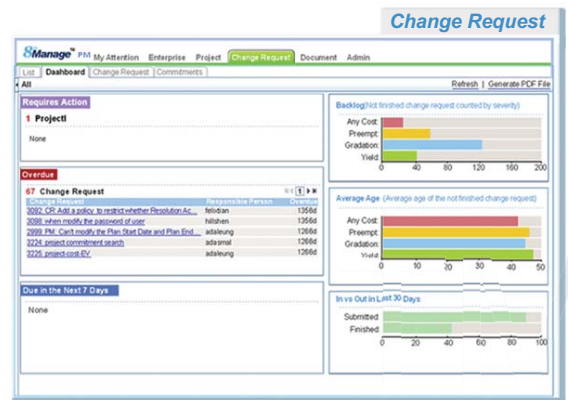 Change Request
8Manage™ PM My Attention Enterprise Project Change Request Document Admin
List Dashboard Change Request Commitments
All Refresh | Generate PDF File
Requires Action
1 ProjectI
None
Overdue
67 Change Request 1
Change Request Responsible Person Overdue
3092 CR: Add a policy to restrict whether Resolution Ac... felixtian 1356d
3098 when modify the password of user hillshen 1356d
2999 PM: Can't modify the Plan Start Date and Plan End... adaleung 1266d
3224 project commitment search adasmal 1266d
3225 project-cost-EV adaleung 1266d
Due in the Next 7 Days
None
Backlog(Not finished change request counted by severity)
Any Cost:
Preempt:
Gradation:
Yield:
0 40 80 120 160 200
Average Age (Average age of the not finished change request)
Any Cost:
Preempt:
Gradation:
Yield:
0 10 20 30 40 50
In vs Out in Last 30 Days
Submitted:
Finished:
0 20 40 60 80 100